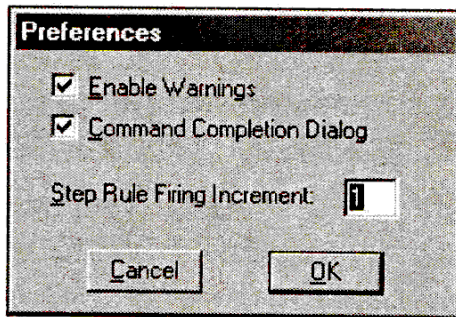 Preferences
Enable Warnings
Command Completion Dialog
Step Rule Firing Increment: 1
Cancel OK